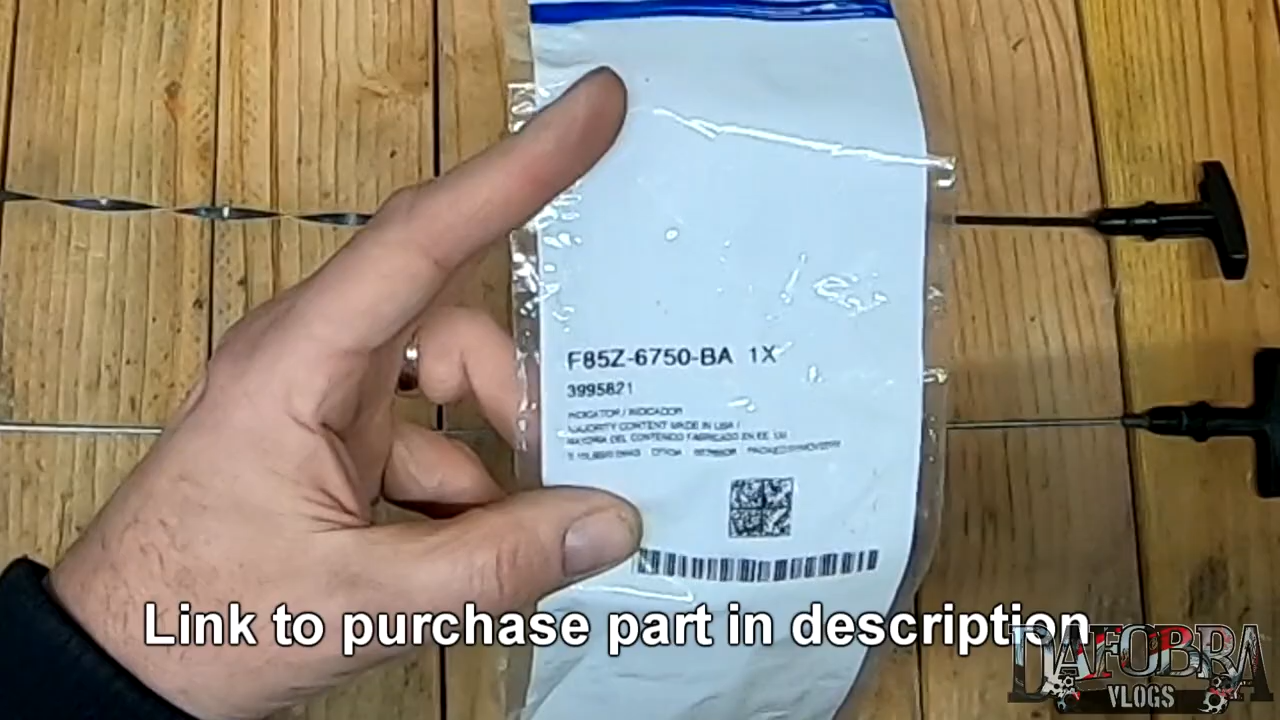 F85Z-6750-BA 1X
3995821
INDICATOR / INDICADOR
MAJORITY CONTENT MADE IN USA /
MAYORIA DEL CONTENIDO FABRICADO EN EE. UU
Link to purchase part in description
DAFOBRA
VLOGS